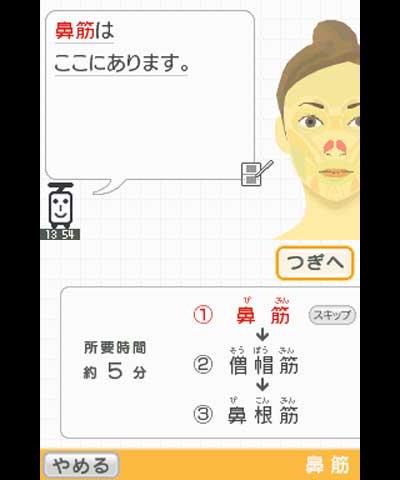 鼻筋は
ここにあります。
13 54
つぎへ
所要時間
約 5 分
① 鼻筋
び きん
スキップ
② 僧帽筋
そう ぼう きん
③ 鼻根筋
び こん きん
やめる
鼻筋